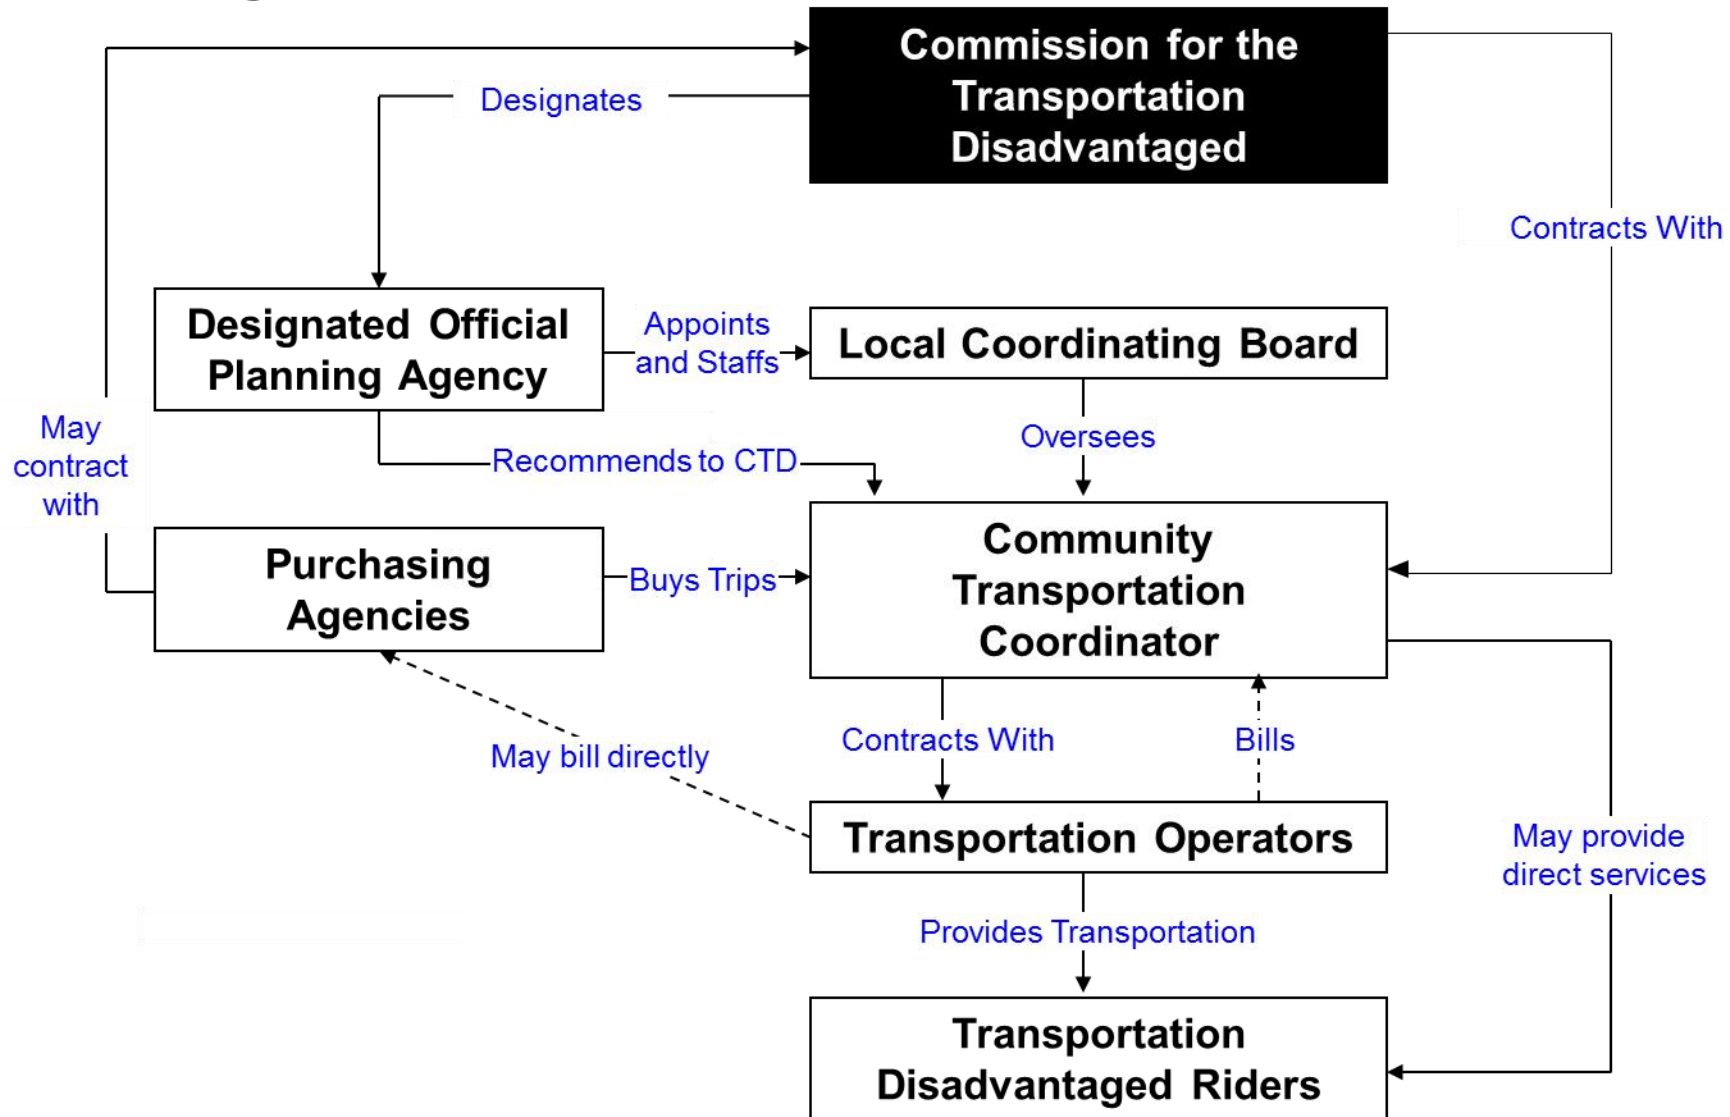 Commission for the
Transportation
Disadvantaged
Designates
Contracts With
Designated Official
Planning Agency
Appoints
and Staffs
Local Coordinating Board
May
contract
with
Recommends to CTD
Oversees
Purchasing
Agencies
Buys Trips
Community
Transportation
Coordinator
May bill directly
Contracts With
Bills
Transportation Operators
May provide
direct services
Provides Transportation
Transportation
Disadvantaged Riders